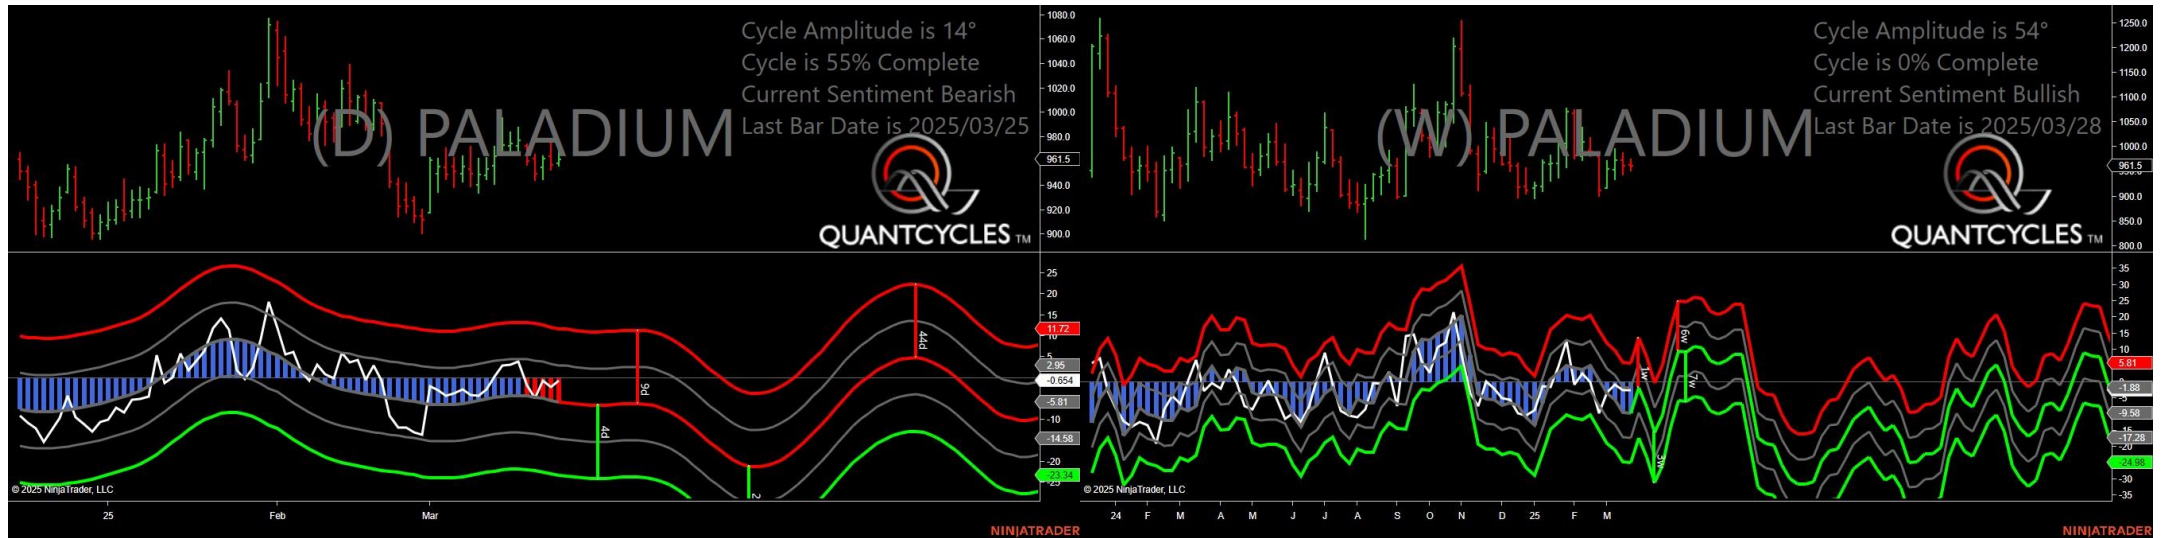 Cycle Amplitude is 14°
Cycle is 55% Complete
Current Sentiment Bearish
Last Bar Date is 2025/03/25
(D) PALADIUM
QUANTCYCLES TM
1080.0
1060.0
1040.0
1020.0
1000.0
980.0
961.5
940.0
920.0
900.0
25
20
15
11.72
5
2.95
-0.654
-5.81
-10
-14.58
-20
-23.34
-25
9d
4d
44d
2
© 2025 NinjaTrader, LLC
25
Feb
Mar
NINJATRADER
Cycle Amplitude is 54°
Cycle is 0% Complete
Current Sentiment Bullish
Last Bar Date is 2025/03/28
(W) PALADIUM
QUANTCYCLES TM
1250.0
1200.0
1150.0
1100.0
1050.0
1000.0
961.5
950.0
900.0
850.0
800.0
35
30
25
20
15
10
5.81
-1.88
-5
-9.58
-15
-17.28
-20
-24.98
-30
-35
1w
3w
6w
7w
© 2025 NinjaTrader, LLC
24
F
M
A
M
J
J
A
S
O
N
D
25
F
M
NINJATRADER